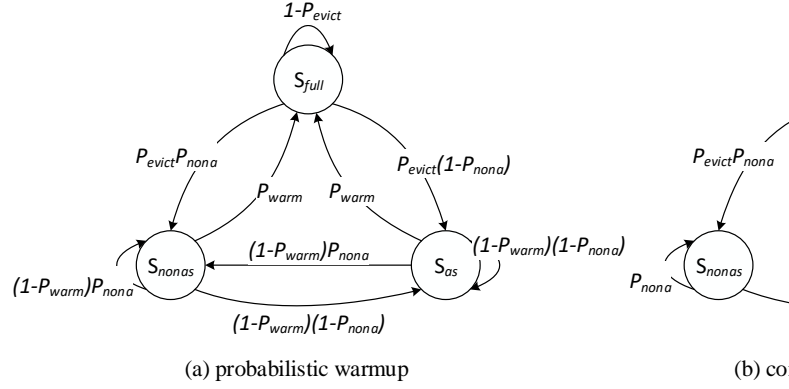 1-P_evict
S_full
P_evict P_nona
P_evict(1-P_nona)
P_warm
P_warm
P_evict P_nona
(1-P_warm)P_nona
(1-P_warm)(1-P_nona)
S_nonas
S_as
(1-P_warm)P_nona
(1-P_warm)(1-P_nona)
P_nona
S_nonas
(a) probabilistic warmup
(b) co